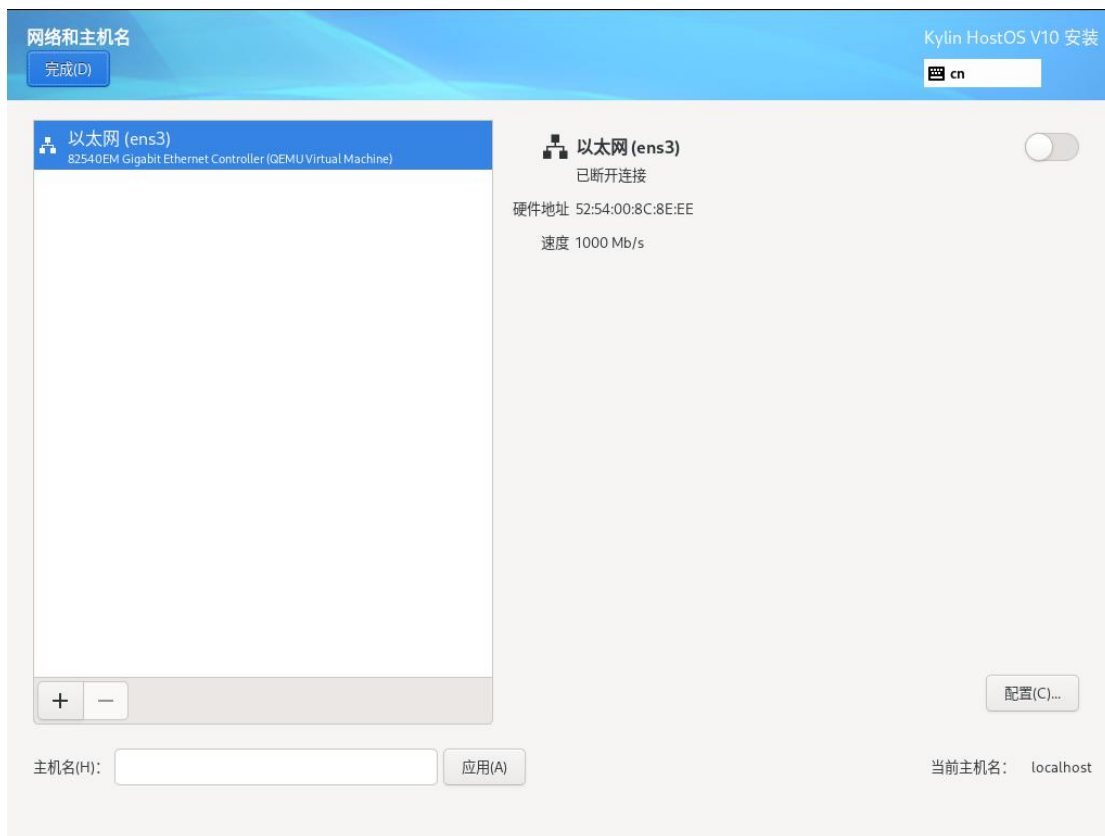 网络和主机名
Kylin HostOS V10 安装
完成(D)
cn
以太网 (ens3)
82540EM Gigabit Ethernet Controller (QEMU Virtual Machine)
以太网 (ens3)
已断开连接
硬件地址 52:54:00:8C:8E:EE
速度 1000 Mb/s
配置(C)...
主机名(H):
应用(A)
当前主机名: localhost